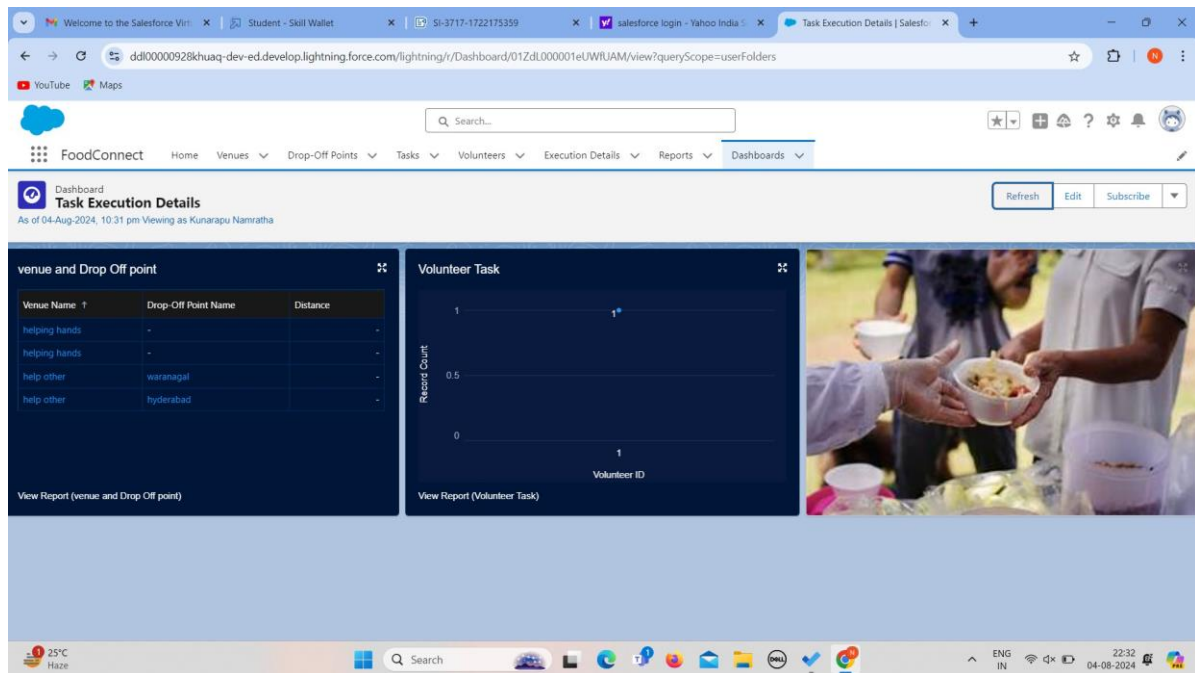 Welcome to the Salesforce Virt
Student - Skill Wallet
SI-3717-1722175359
salesforce login - Yahoo India S
Task Execution Details | Salesfo
ddl00000928khuaq-dev-ed.develop.lightning.force.com/lightning/r/Dashboard/01ZdL000001eUWfUAM/view?queryScope=userFolders
N
YouTube
Maps
Search...
FoodConnect
Home
Venues
Drop-Off Points
Tasks
Volunteers
Execution Details
Reports
Dashboards
Dashboard
Task Execution Details
As of 04-Aug-2024, 10:31 pm Viewing as Kunarapu Namratha
Refresh
Edit
Subscribe
venue and Drop Off point
Venue Name ↑ Drop-Off Point Name Distance
helping hands - -
helping hands - -
help other waranagal -
help other hyderabad -
View Report (venue and Drop Off point)
Volunteer Task
Record Count
1
0.5
0
1
1
Volunteer ID
View Report (Volunteer Task)
1
25°C
Haze
Search
1
DELL
ENG
IN
22:32
04-08-2024